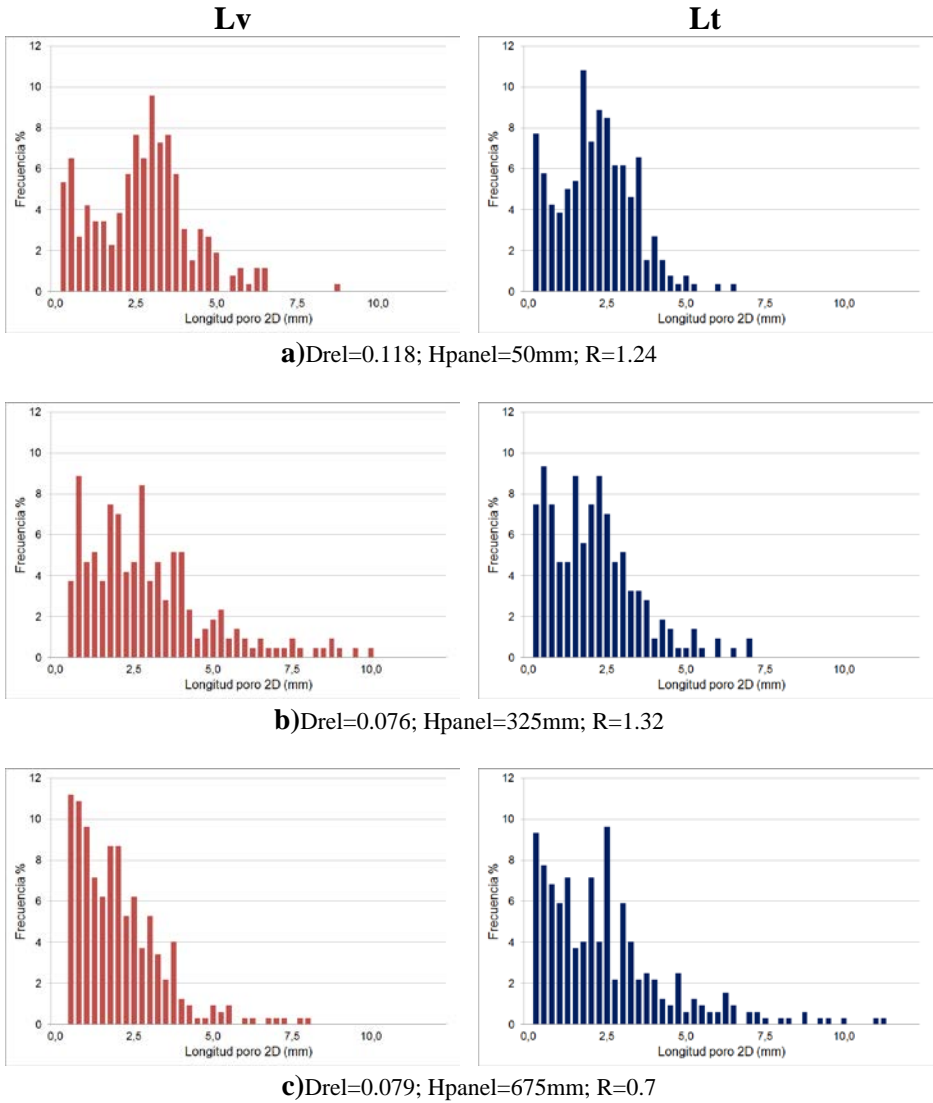 Lv
Lt
12
10
8
6
4
2
0
Frecuencia %
0,0 2,5 5,0 7,5 10,0
Longitud poro 2D (mm)
12
10
8
6
4
2
0
Frecuencia %
0,0 2,5 5,0 7,5 10,0
Longitud poro 2D (mm)
a)Drel=0.118; Hpanel=50mm; R=1.24
12
10
8
6
4
2
0
Frecuencia %
0,0 2,5 5,0 7,5 10,0
Longitud poro 2D (mm)
12
10
8
6
4
2
0
Frecuencia %
0,0 2,5 5,0 7,5 10,0
Longitud poro 2D (mm)
b)Drel=0.076; Hpanel=325mm; R=1.32
12
10
8
6
4
2
0
Frecuencia %
0,0 2,5 5,0 7,5 10,0
Longitud poro 2D (mm)
12
10
8
6
4
2
0
Frecuencia %
0,0 2,5 5,0 7,5 10,0
Longitud poro 2D (mm)
c)Drel=0.079; Hpanel=675mm; R=0.7